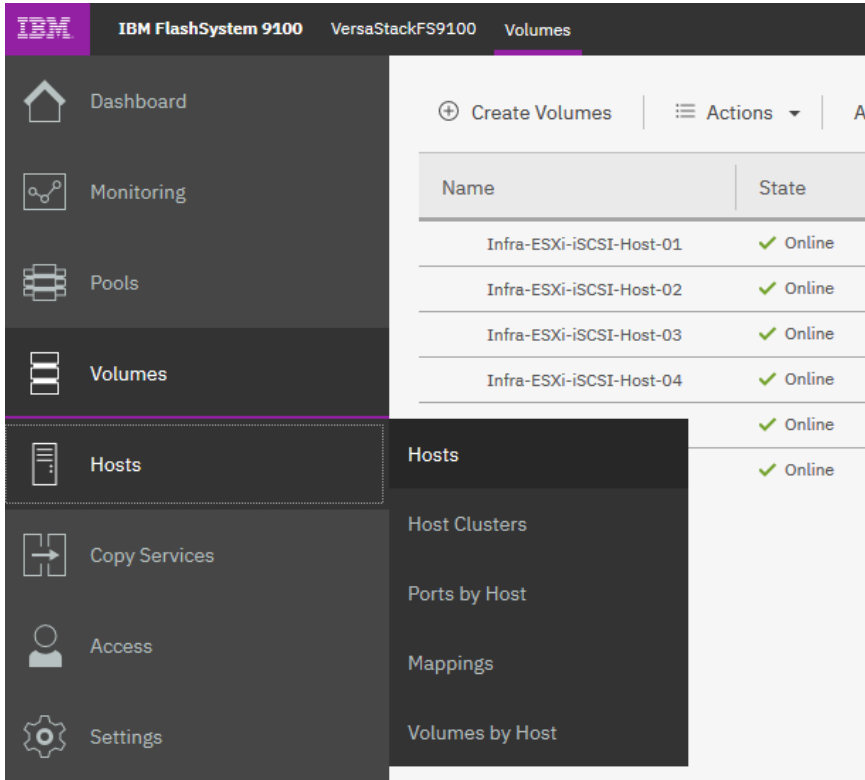 IBM IBM FlashSystem 9100 VersaStackFS9100 Volumes
Dashboard
Monitoring
Pools
Volumes
Hosts
Copy Services
Access
Settings
Hosts
Host Clusters
Ports by Host
Mappings
Volumes by Host
Create Volumes Actions A
Name State
Infra-ESXi-iSCSI-Host-01 Online
Infra-ESXi-iSCSI-Host-02 Online
Infra-ESXi-iSCSI-Host-03 Online
Infra-ESXi-iSCSI-Host-04 Online
Online
Online